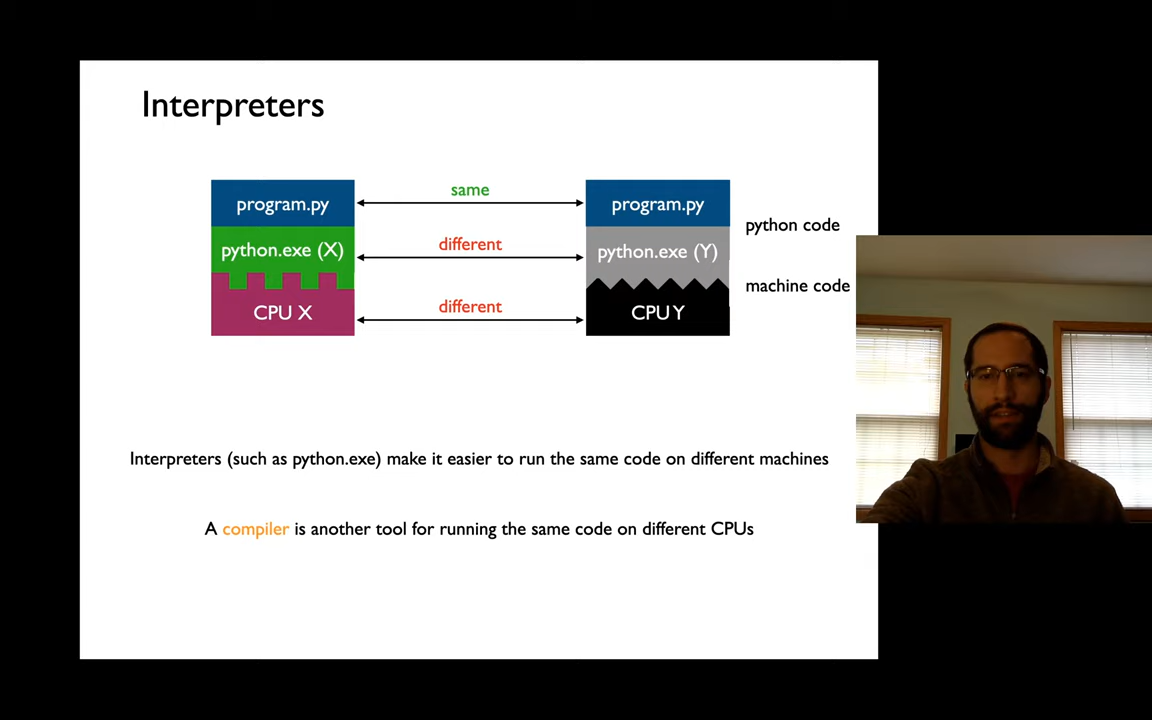 Interpreters
program.py
same
program.py
python code
python.exe (X)
different
python.exe (Y)
machine code
CPU X
different
CPU Y
Interpreters (such as python.exe) make it easier to run the same code on different machines
A compiler is another tool for running the same code on different CPUs